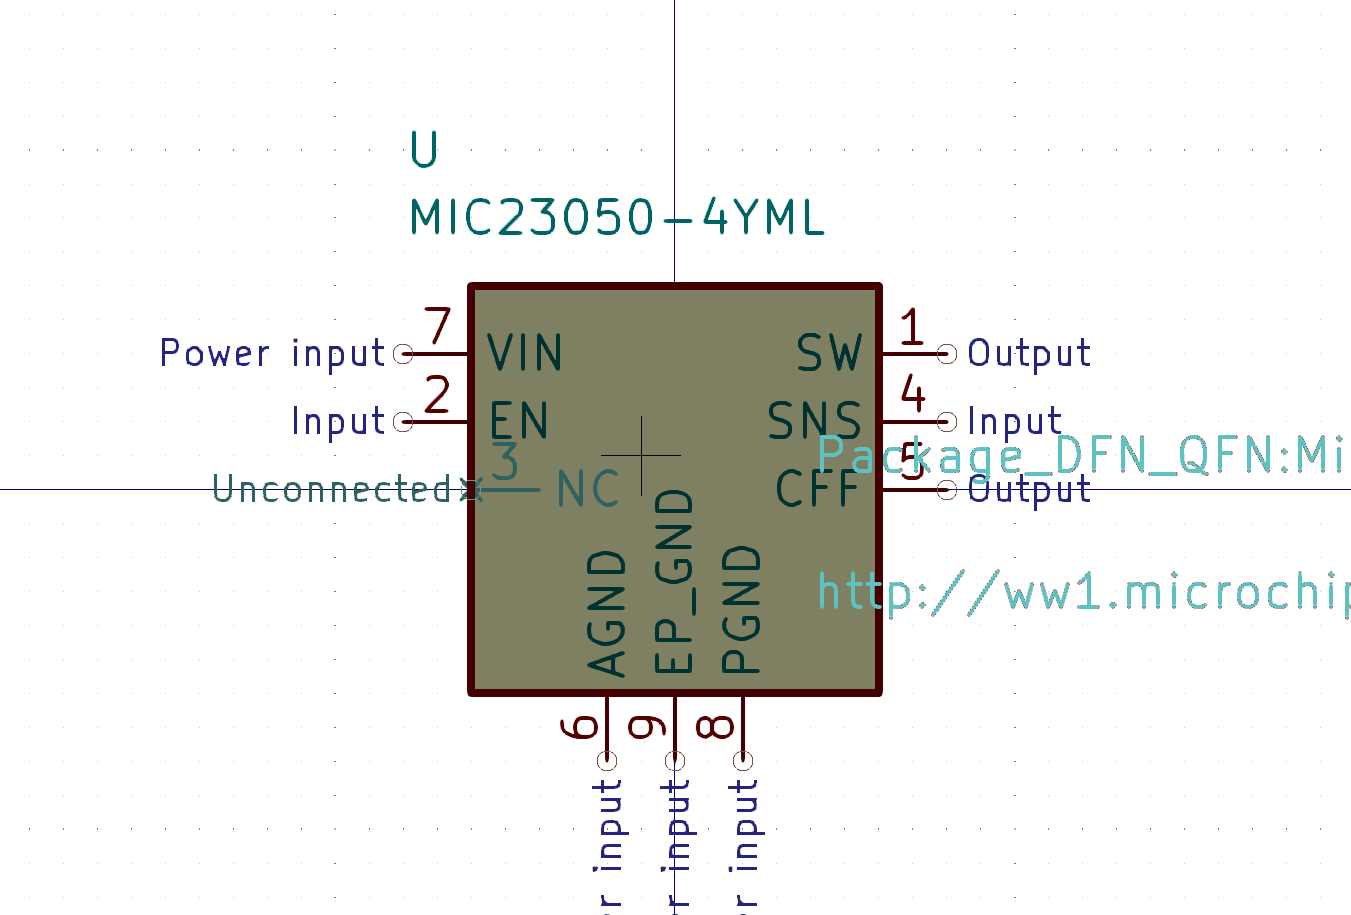 U
MIC23050-4YML
Power input 7 VIN SW 1 Output
Input 2 EN SNS 4 Input
Package_DFN_QFN:Mi
Unconnected 3 NC CFF 5 Output
http://ww1.microchip
AGND EP_GND PGND
6 9 8
r input r input r input